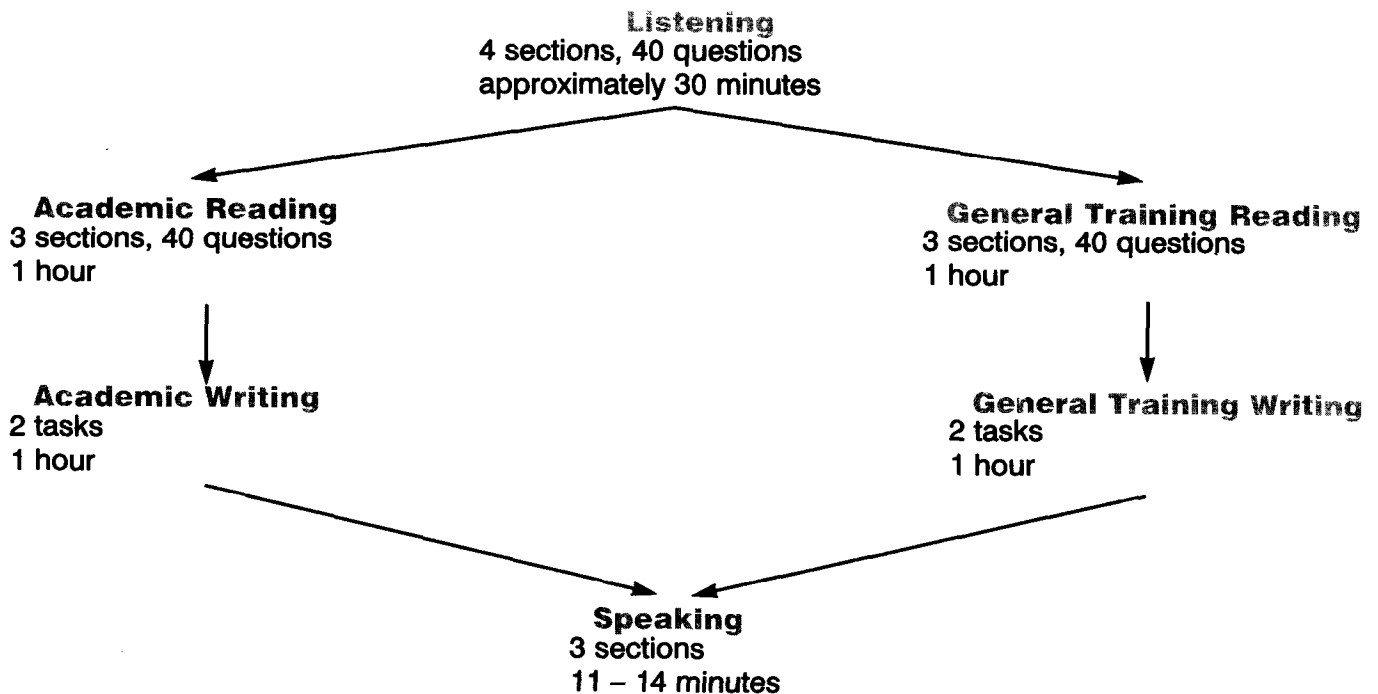 Listening
4 sections, 40 questions
approximately 30 minutes
Academic Reading
3 sections, 40 questions
1 hour
General Training Reading
3 sections, 40 questions
1 hour
Academic Writing
2 tasks
1 hour
General Training Writing
2 tasks
1 hour
Speaking
3 sections
11 – 14 minutes